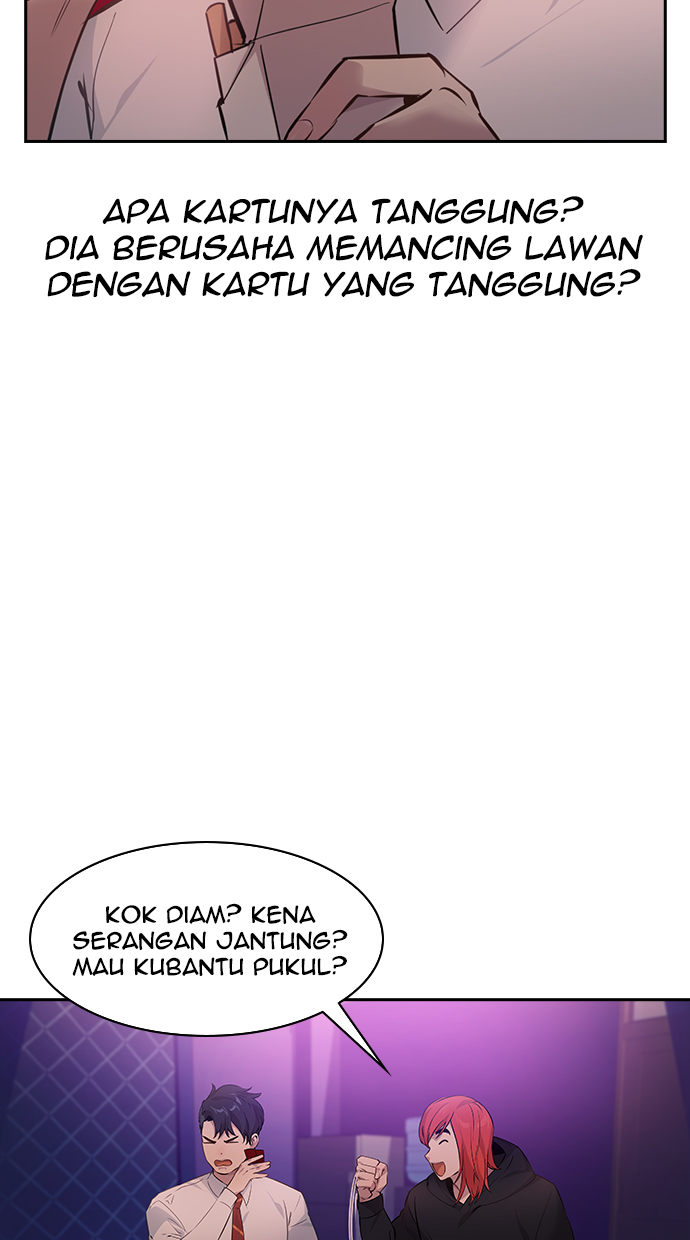 APA KARTUNYA TANGGUNG?
DIA BERUSAHA MEMANCING LAWAN
DENGAN KARTU YANG TANGGUNG?
KOK DIAM? KENA
SERANGAN JANTUNG?
MAU KUBANTU PUKUL?